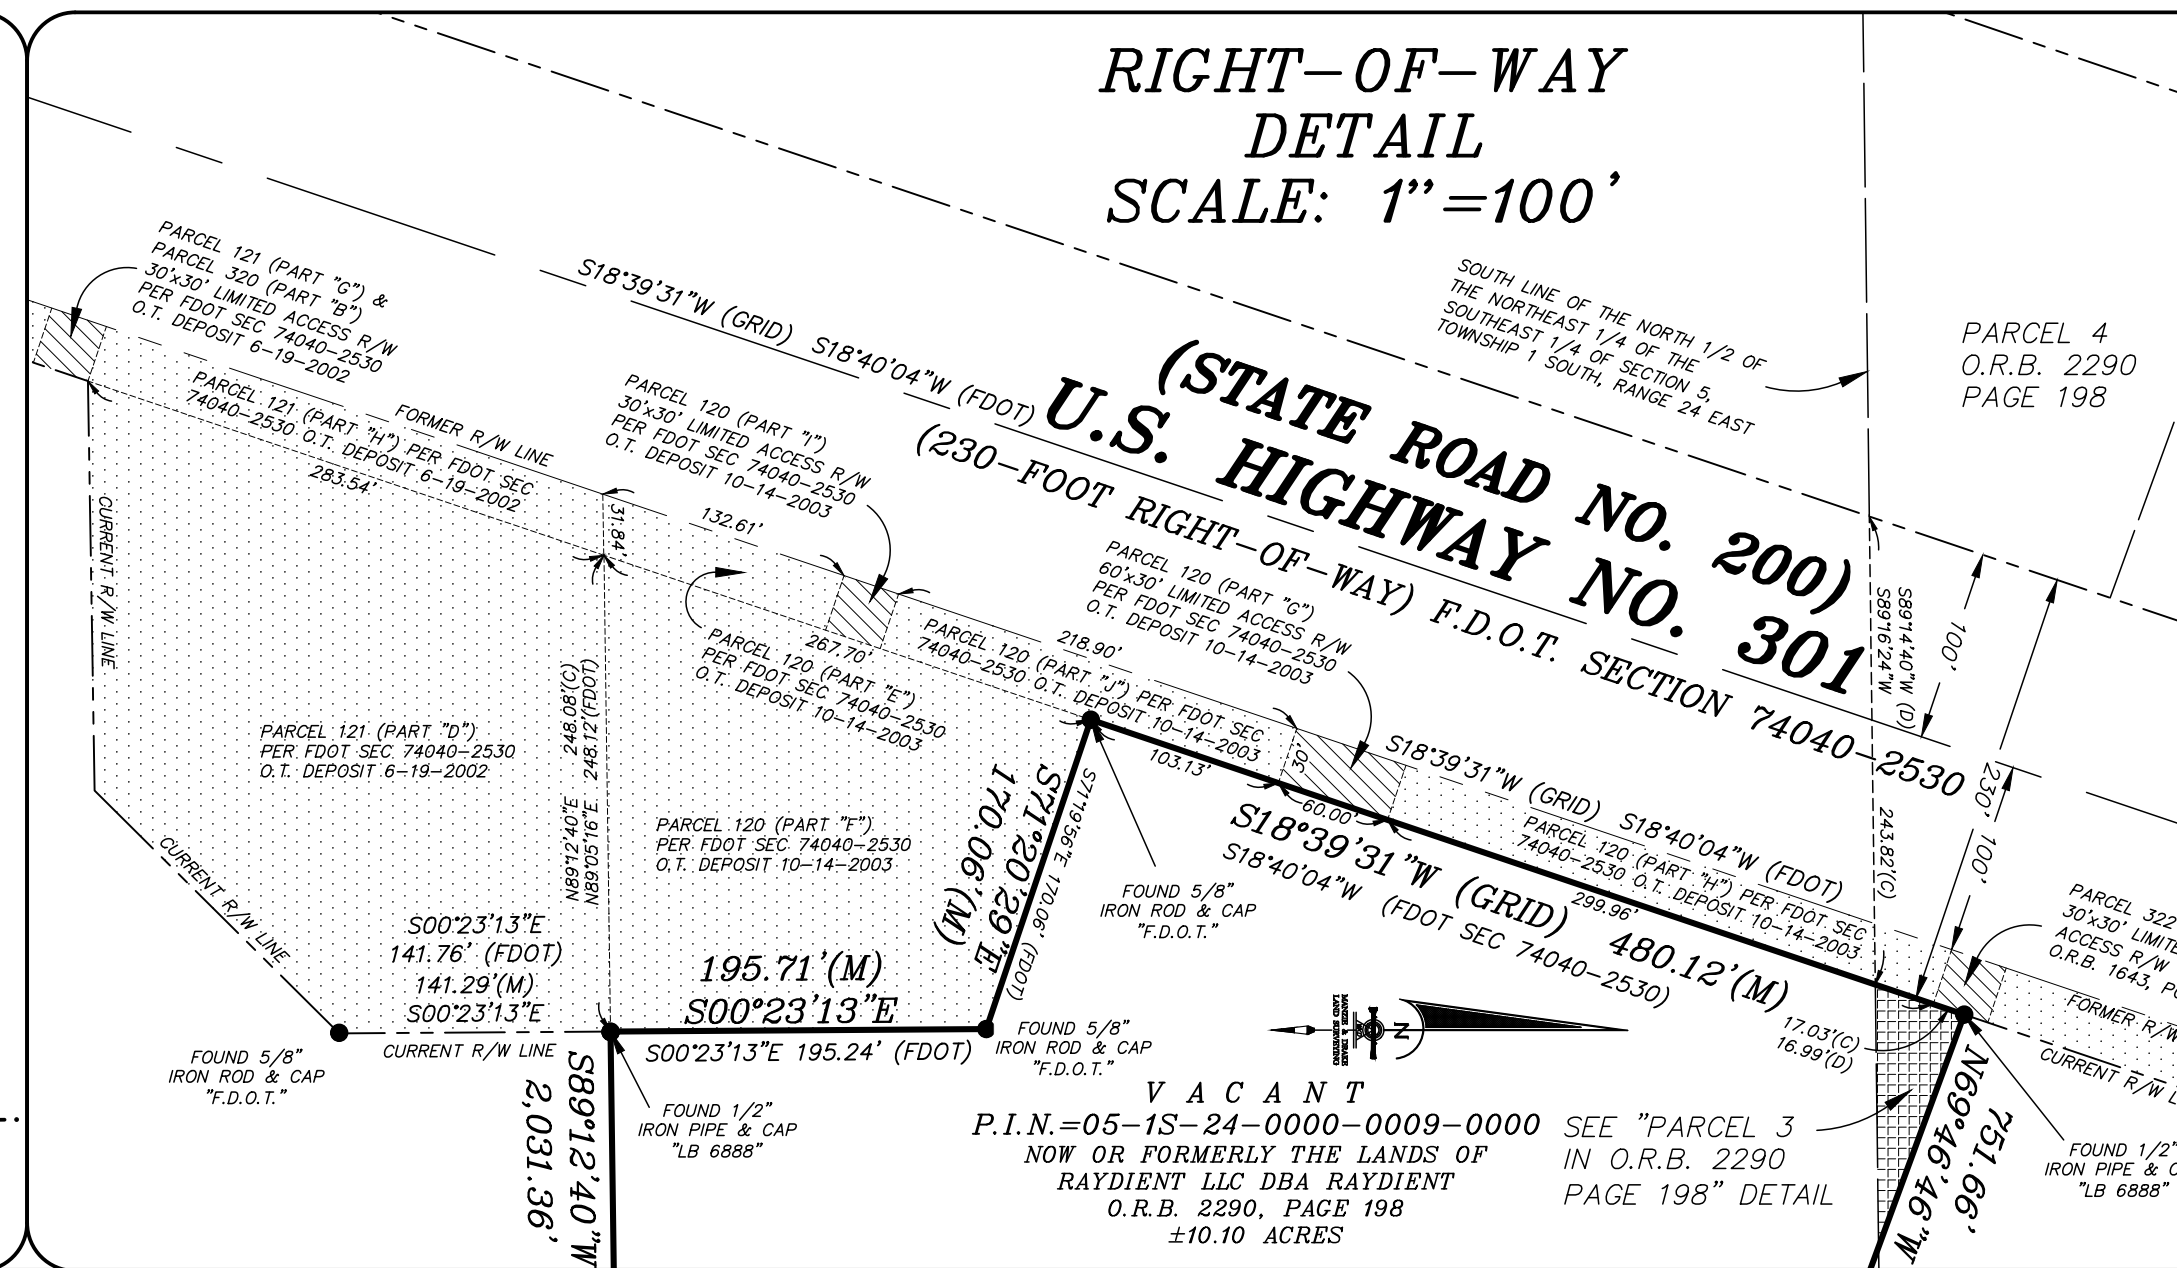 RIGHT-OF-WAY
DETAIL
SCALE: 1"=100'
PARCEL 121 (PART "G") &
PARCEL 320 (PART "B")
30'x30' LIMITED ACCESS R/W
PER FDOT SEC 74040-2530
O.T. DEPOSIT 6-19-2002
S18°39'31"W (GRID) S18°40'04"W (FDOT)
SOUTH LINE OF THE NORTH 1/2 OF
THE NORTHEAST 1/4 OF THE
SOUTHEAST 1/4 OF SECTION 5,
TOWNSHIP 1 SOUTH, RANGE 24 EAST
PARCEL 4
O.R.B. 2290
PAGE 198
(STATE ROAD NO. 200)
U.S. HIGHWAY NO. 301
(230-FOOT RIGHT-OF-WAY) F.D.O.T. SECTION 74040-2530
PARCEL 121 (PART "H") PER FDOT SEC
74040-2530 O.T. DEPOSIT 6-19-2002
283.54'
FORMER R/W LINE
PARCEL 120 (PART "I")
30'x30' LIMITED ACCESS R/W
PER FDOT SEC 74040-2530
O.T. DEPOSIT 10-14-2003
CURRENT R/W LINE
31.84'
132.61'
PARCEL 120 (PART "G")
60'x30' LIMITED ACCESS R/W
PER FDOT SEC 74040-2530
O.T. DEPOSIT 10-14-2003
S89°14'40"W (D)
S89°16'24"W
243.82'(C)
100'
230'
100'
267.70'
PARCEL 120 (PART "E")
PER FDOT SEC 74040-2530
O.T. DEPOSIT 10-14-2003
218.90'
PARCEL 120 (PART "J") PER FDOT SEC
74040-2530 O.T. DEPOSIT 10-14-2003
103.13'
30'
60.00'
S18°39'31"W (GRID) S18°40'04"W (FDOT)
PARCEL 120 (PART "H") PER FDOT SEC
74040-2530 O.T. DEPOSIT 10-14-2003
299.96'
S18°39'31"W (GRID) 480.12'(M)
S18°40'04"W (FDOT SEC 74040-2530)
PARCEL 121 (PART "D")
PER FDOT SEC 74040-2530
O.T. DEPOSIT 6-19-2002
N89°12'40"E 248.08'(C)
N89°05'16"E 248.12'(FDOT)
PARCEL 120 (PART "F")
PER FDOT SEC 74040-2530
O.T. DEPOSIT 10-14-2003
S71°20'29"E
170.06'(M)
S71°19'56"E 170.06' (FDOT)
FOUND 5/8"
IRON ROD & CAP
"F.D.O.T."
PARCEL 322
30'x30' LIMITE
ACCESS R/W
O.R.B. 1643,
FORMER R/W
CURRENT R/W
CURRENT R/W LINE
S00°23'13"E
141.76' (FDOT)
141.29'(M)
S00°23'13"E
CURRENT R/W LINE
195.71'(M)
S00°23'13"E
S00°23'13"E 195.24' (FDOT)
FOUND 5/8"
IRON ROD & CAP
"F.D.O.T."
FOUND 5/8"
IRON ROD & CAP
"F.D.O.T."
FOUND 1/2"
IRON PIPE & CAP
"LB 6888"
S89°12'40"W
2,031.36'
N
LAND SURVEYING
17.03'(C)
16.99'(D)
V A C A N T
P.I.N.=05-1S-24-0000-0009-0000
NOW OR FORMERLY THE LANDS OF
RAYDIENT LLC DBA RAYDIENT
O.R.B. 2290, PAGE 198
±10.10 ACRES
SEE "PARCEL 3
IN O.R.B. 2290
PAGE 198" DETAIL
N69°46'46"W
751.66'
FOUND 1/2"
IRON PIPE &
"LB 6888"